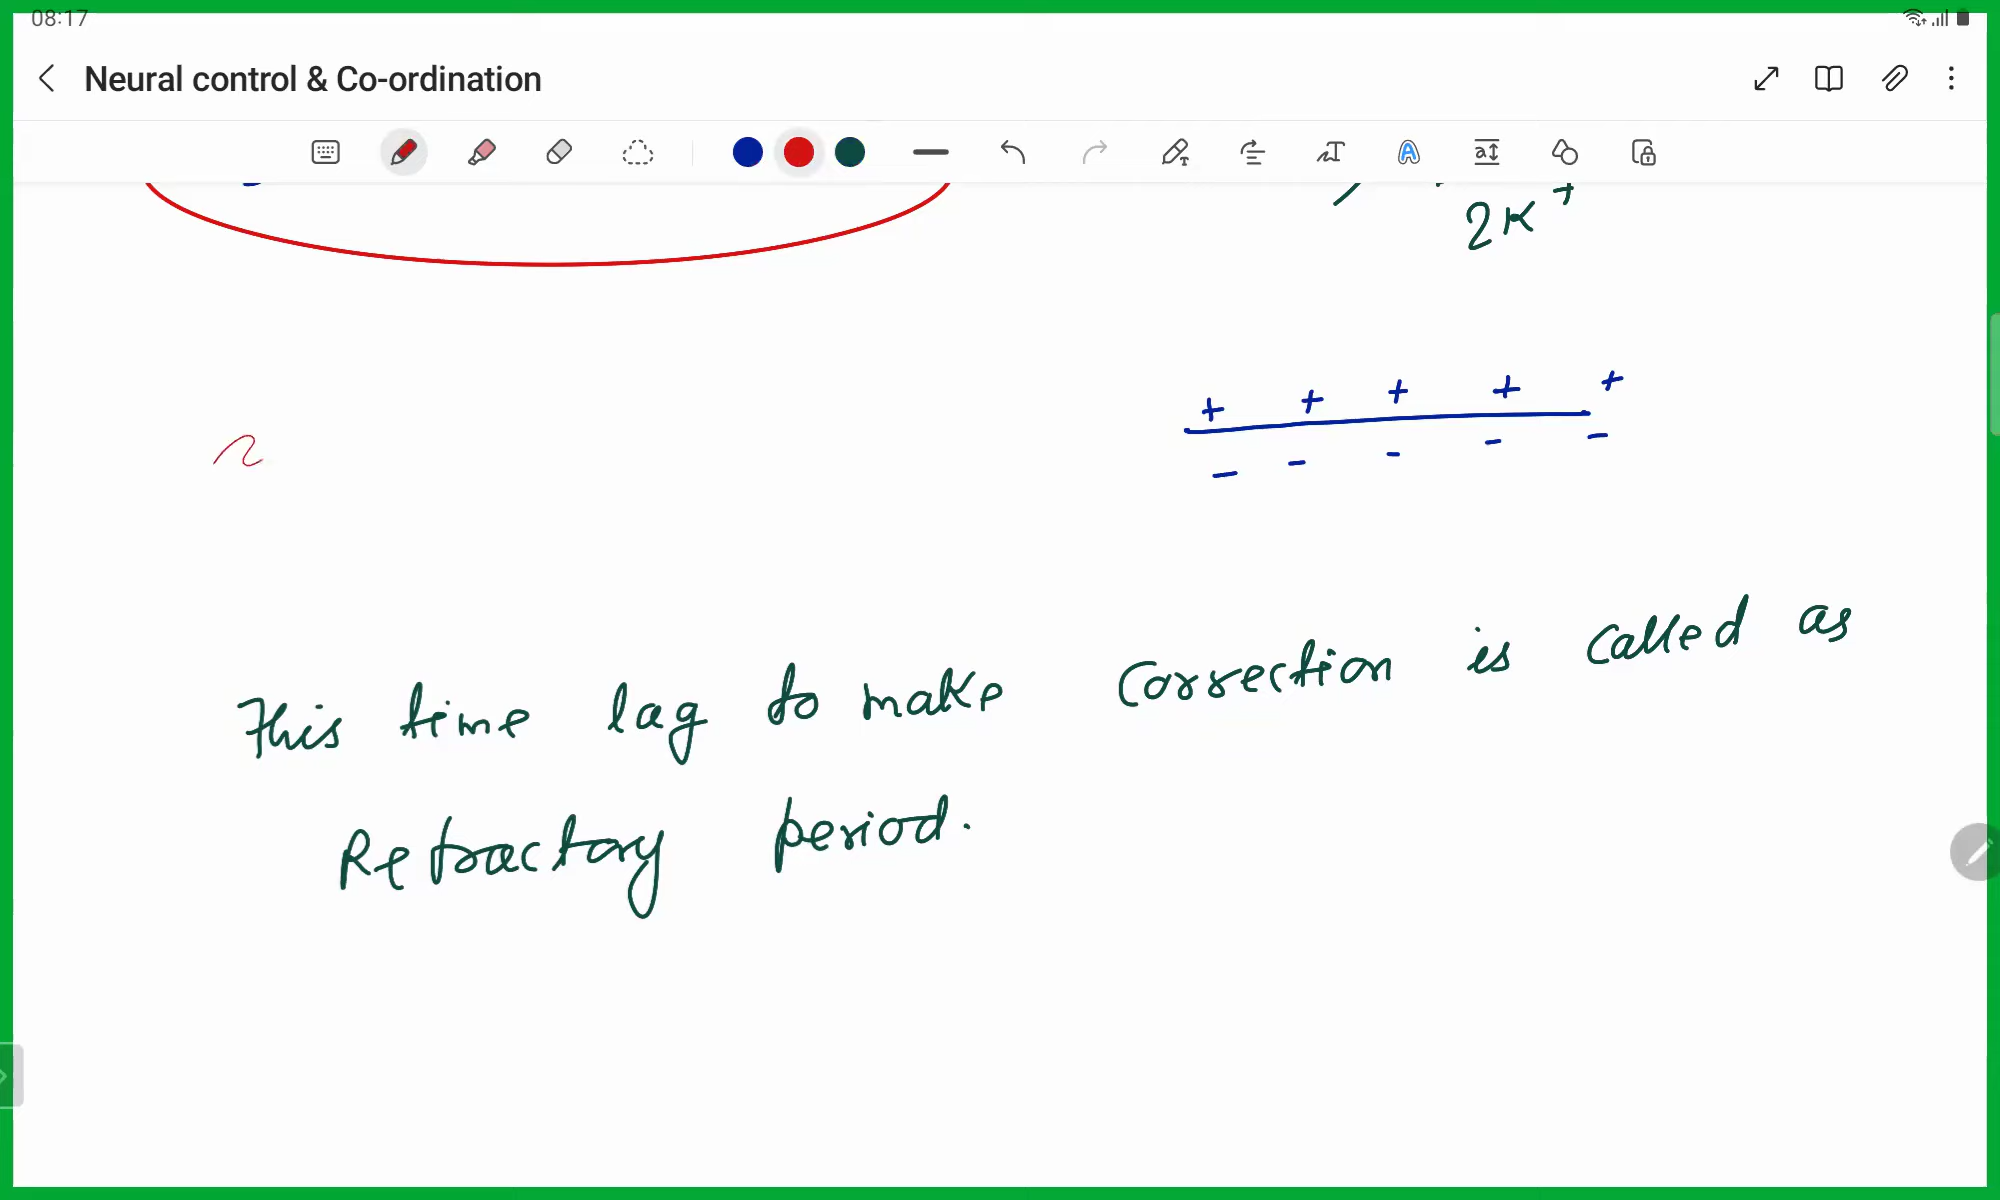 08:17
Neural control & Co-ordination
2K+
+ + + + +
- - - - -
This time lag to make correction is called as
Refractory period.